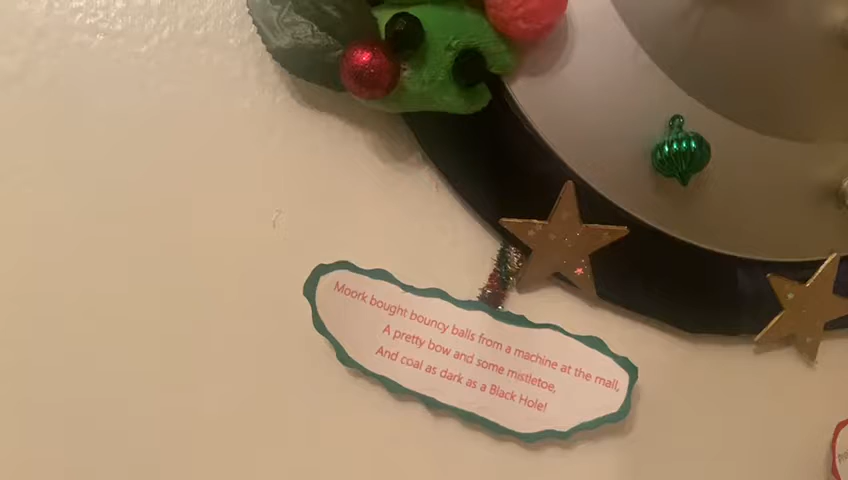 Moork bought bouncy balls from a machine at the mall,
A pretty bow and some mistletoe,
And coal as dark as a Black Hole!